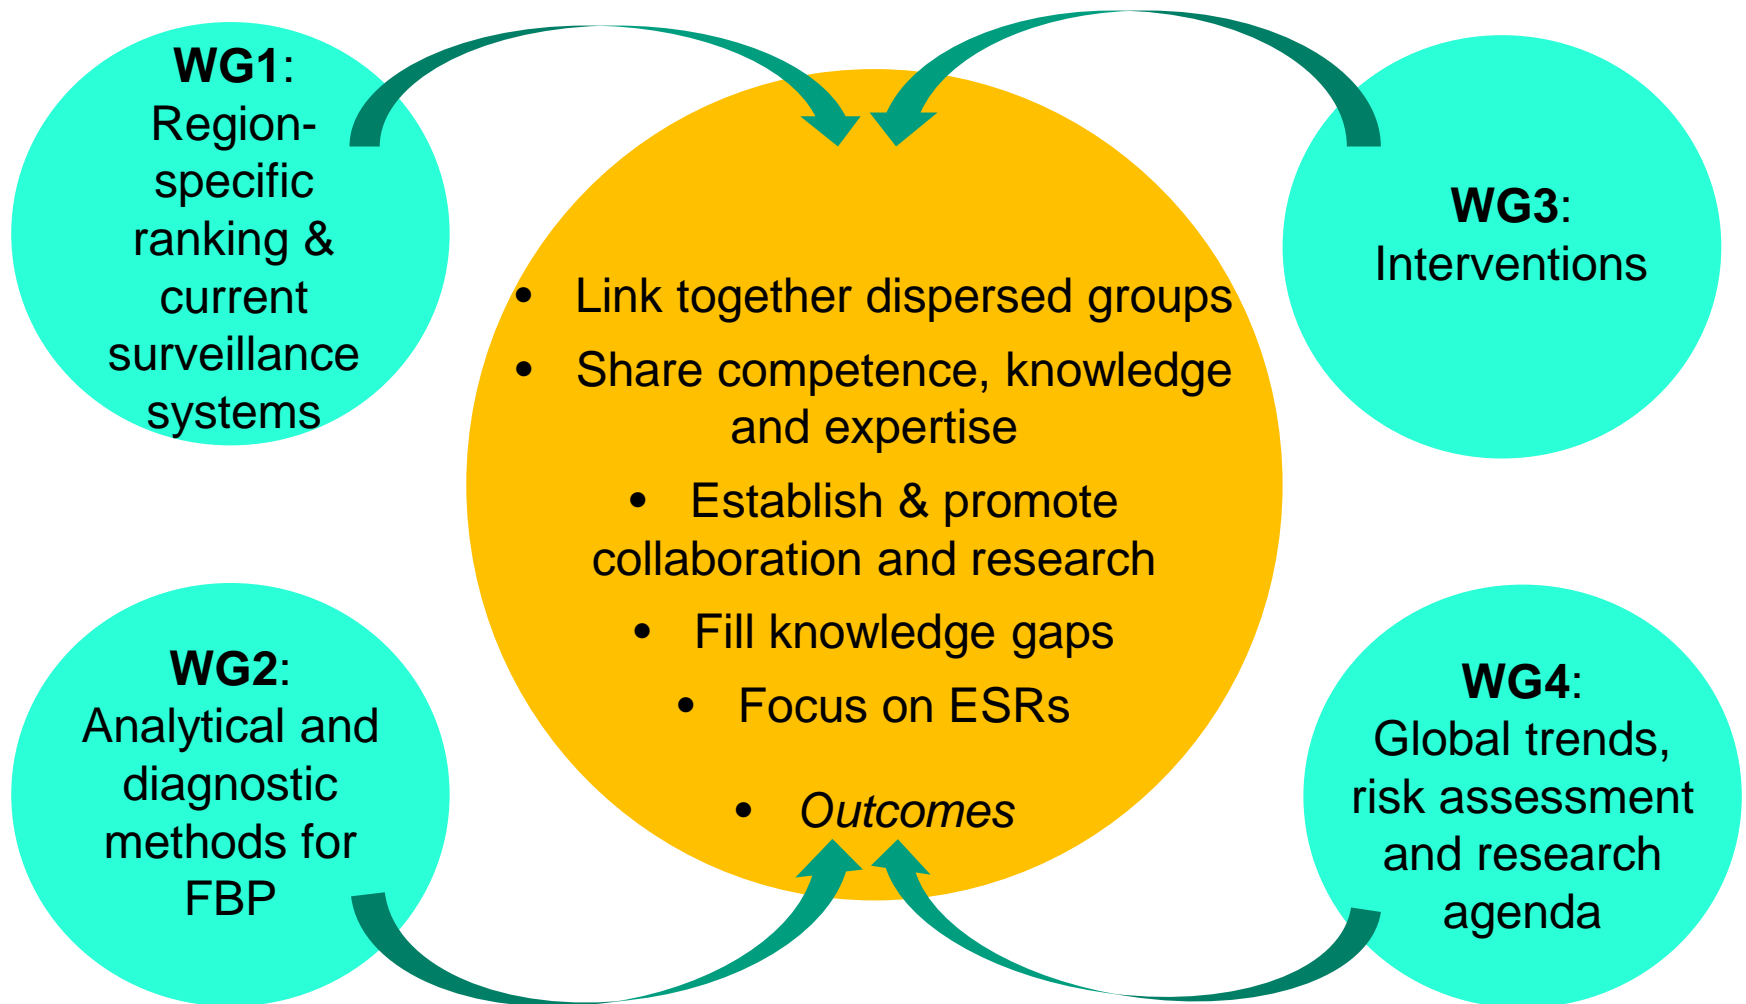 WG1:
Region-
specific
ranking &
current
surveillance
systems
WG3:
Interventions
• Link together dispersed groups
• Share competence, knowledge
and expertise
• Establish & promote
collaboration and research
• Fill knowledge gaps
• Focus on ESRs
• Outcomes
WG2:
Analytical and
diagnostic
methods for
FBP
WG4:
Global trends,
risk assessment
and research
agenda